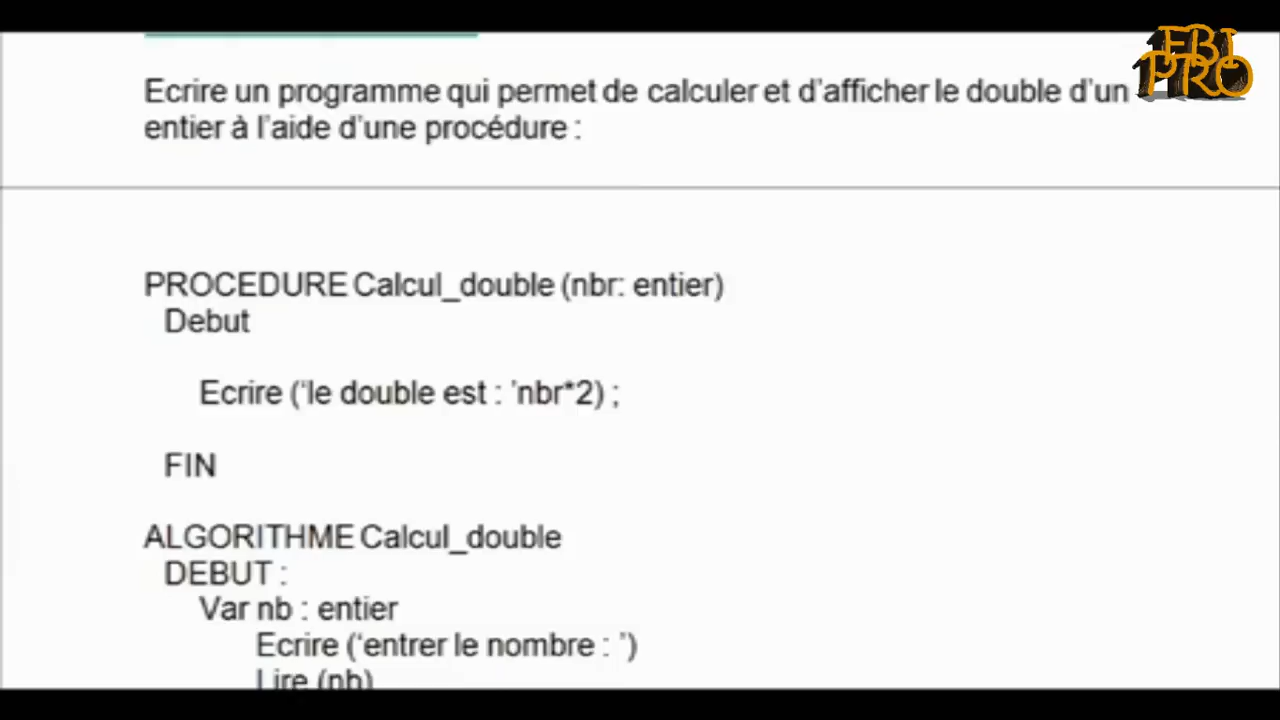 EBI
PRO
Ecrire un programme qui permet de calculer et d’afficher le double d’un
entier à l’aide d’une procédure :
PROCEDURE Calcul_double (nbr: entier)
Debut
Ecrire (‘le double est : ’nbr*2) ;
FIN
ALGORITHME Calcul_double
DEBUT :
Var nb : entier
Ecrire (‘entrer le nombre : ’)
Lire (nb)